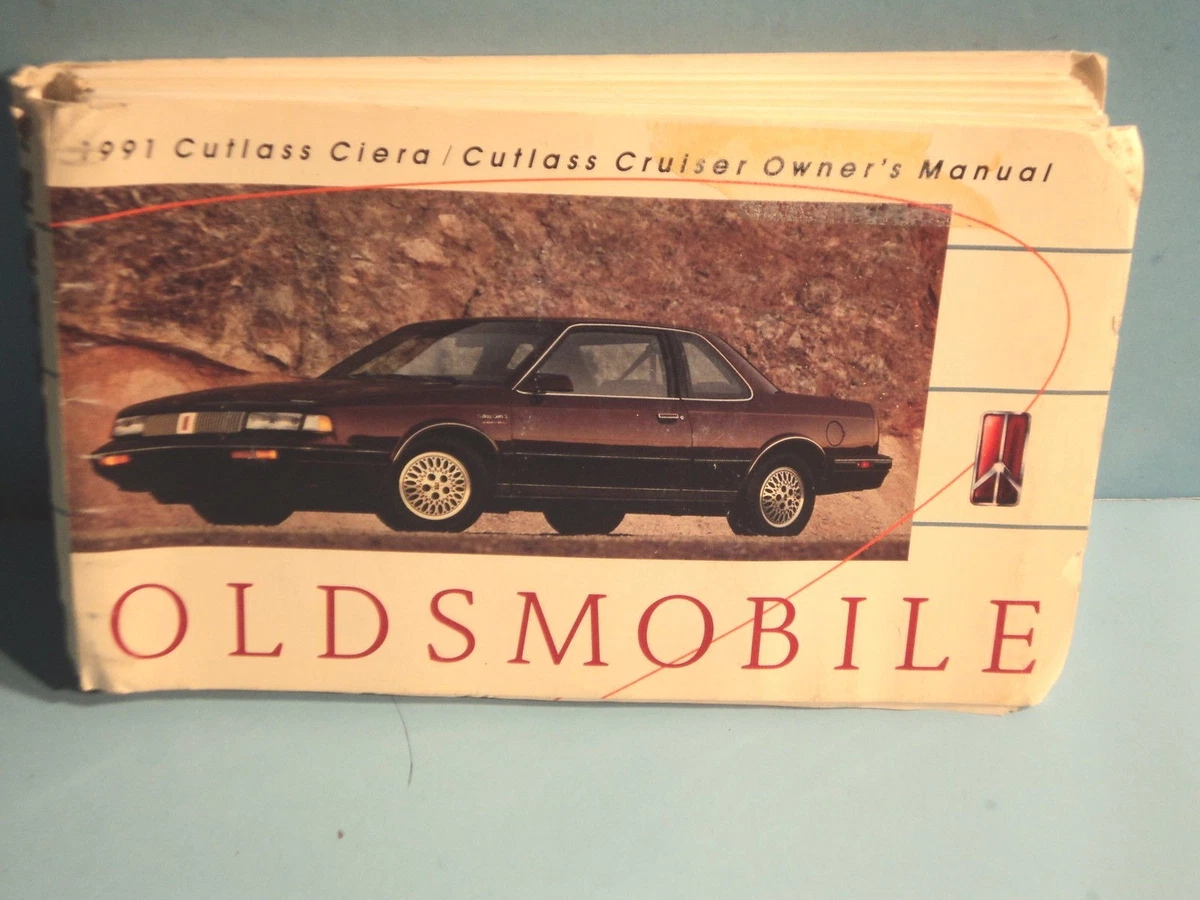 1991 Cutlass Ciera / Cutlass Cruiser Owner's Manual
OLDSMOBILE